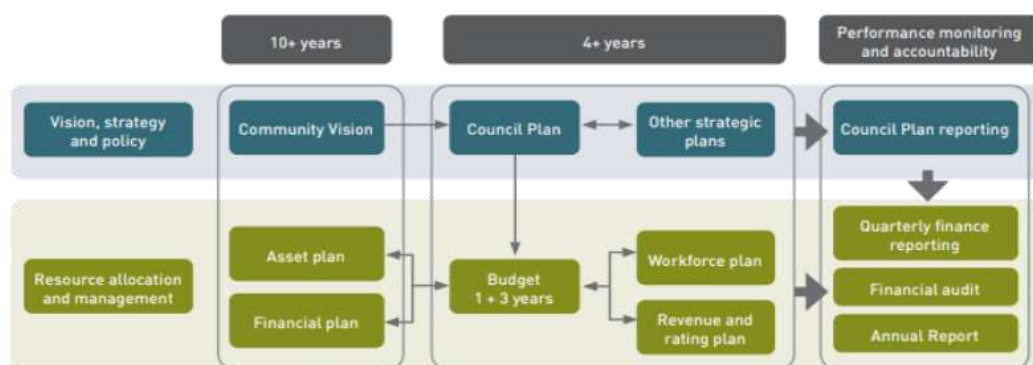 10+ years
4+ years
Performance monitoring
and accountability
Vision, strategy
and policy
Community Vision
Council Plan
Other strategic
plans
Council Plan reporting
Resource allocation
and management
Asset plan
Financial plan
Budget
1 + 3 years
Workforce plan
Revenue and
rating plan
Quarterly finance
reporting
Financial audit
Annual Report